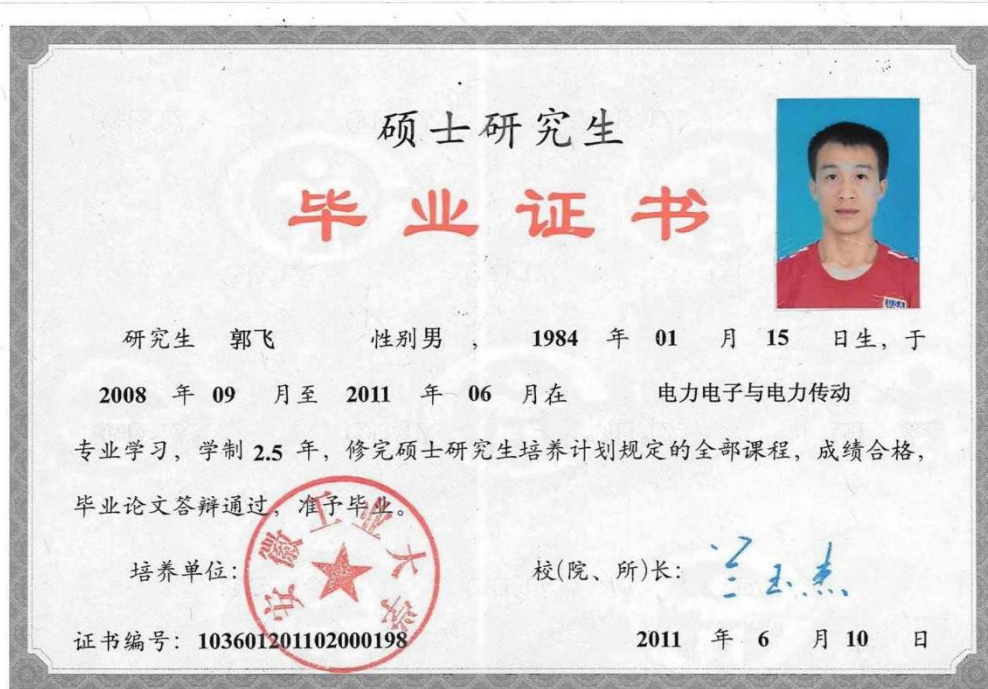 硕士研究生
毕业证书
USA
研究生 郭飞 性别男, 1984 年 01 月 15 日生,于
2008 年 09 月至 2011 年 06 月在 电力电子与电力传动
专业学习,学制 2.5 年,修完硕士研究生培养计划规定的全部课程,成绩合格,
毕业论文答辩通过,准予毕业。
安徽工业大学
培养单位: 校(院、所)长:
证书编号:103601201102000198 2011 年 6 月 10 日